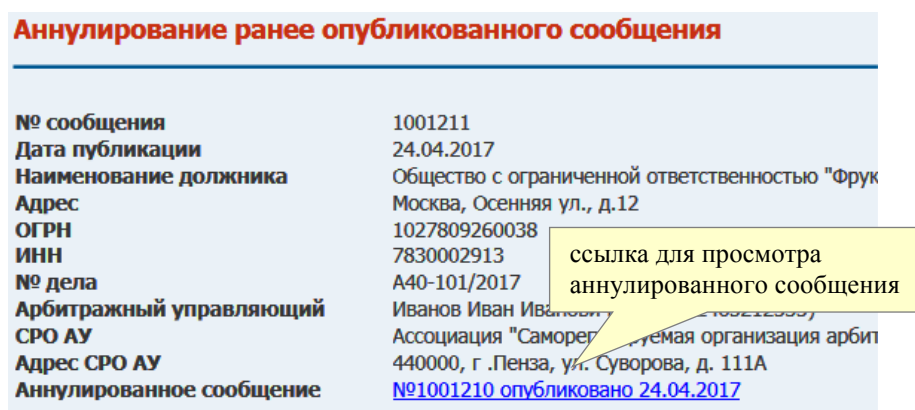 Аннулирование ранее опубликованного сообщения
№ сообщения 1001211
Дата публикации 24.04.2017
Наименование должника Общество с ограниченной ответственностью "Фрук
Адрес Москва, Осенняя ул., д.12
ОГРН 1027809260038
ИНН 7830002913
№ дела А40-101/2017
ссылка для просмотра
аннулированного сообщения
Арбитражный управляющий Иванов Иван
СРО АУ Ассоциация организация арбит
Адрес СРО АУ 440000, г .Пенза, ул. Суворова, д. 111А
Аннулированное сообщение №1001210 опубликовано 24.04.2017